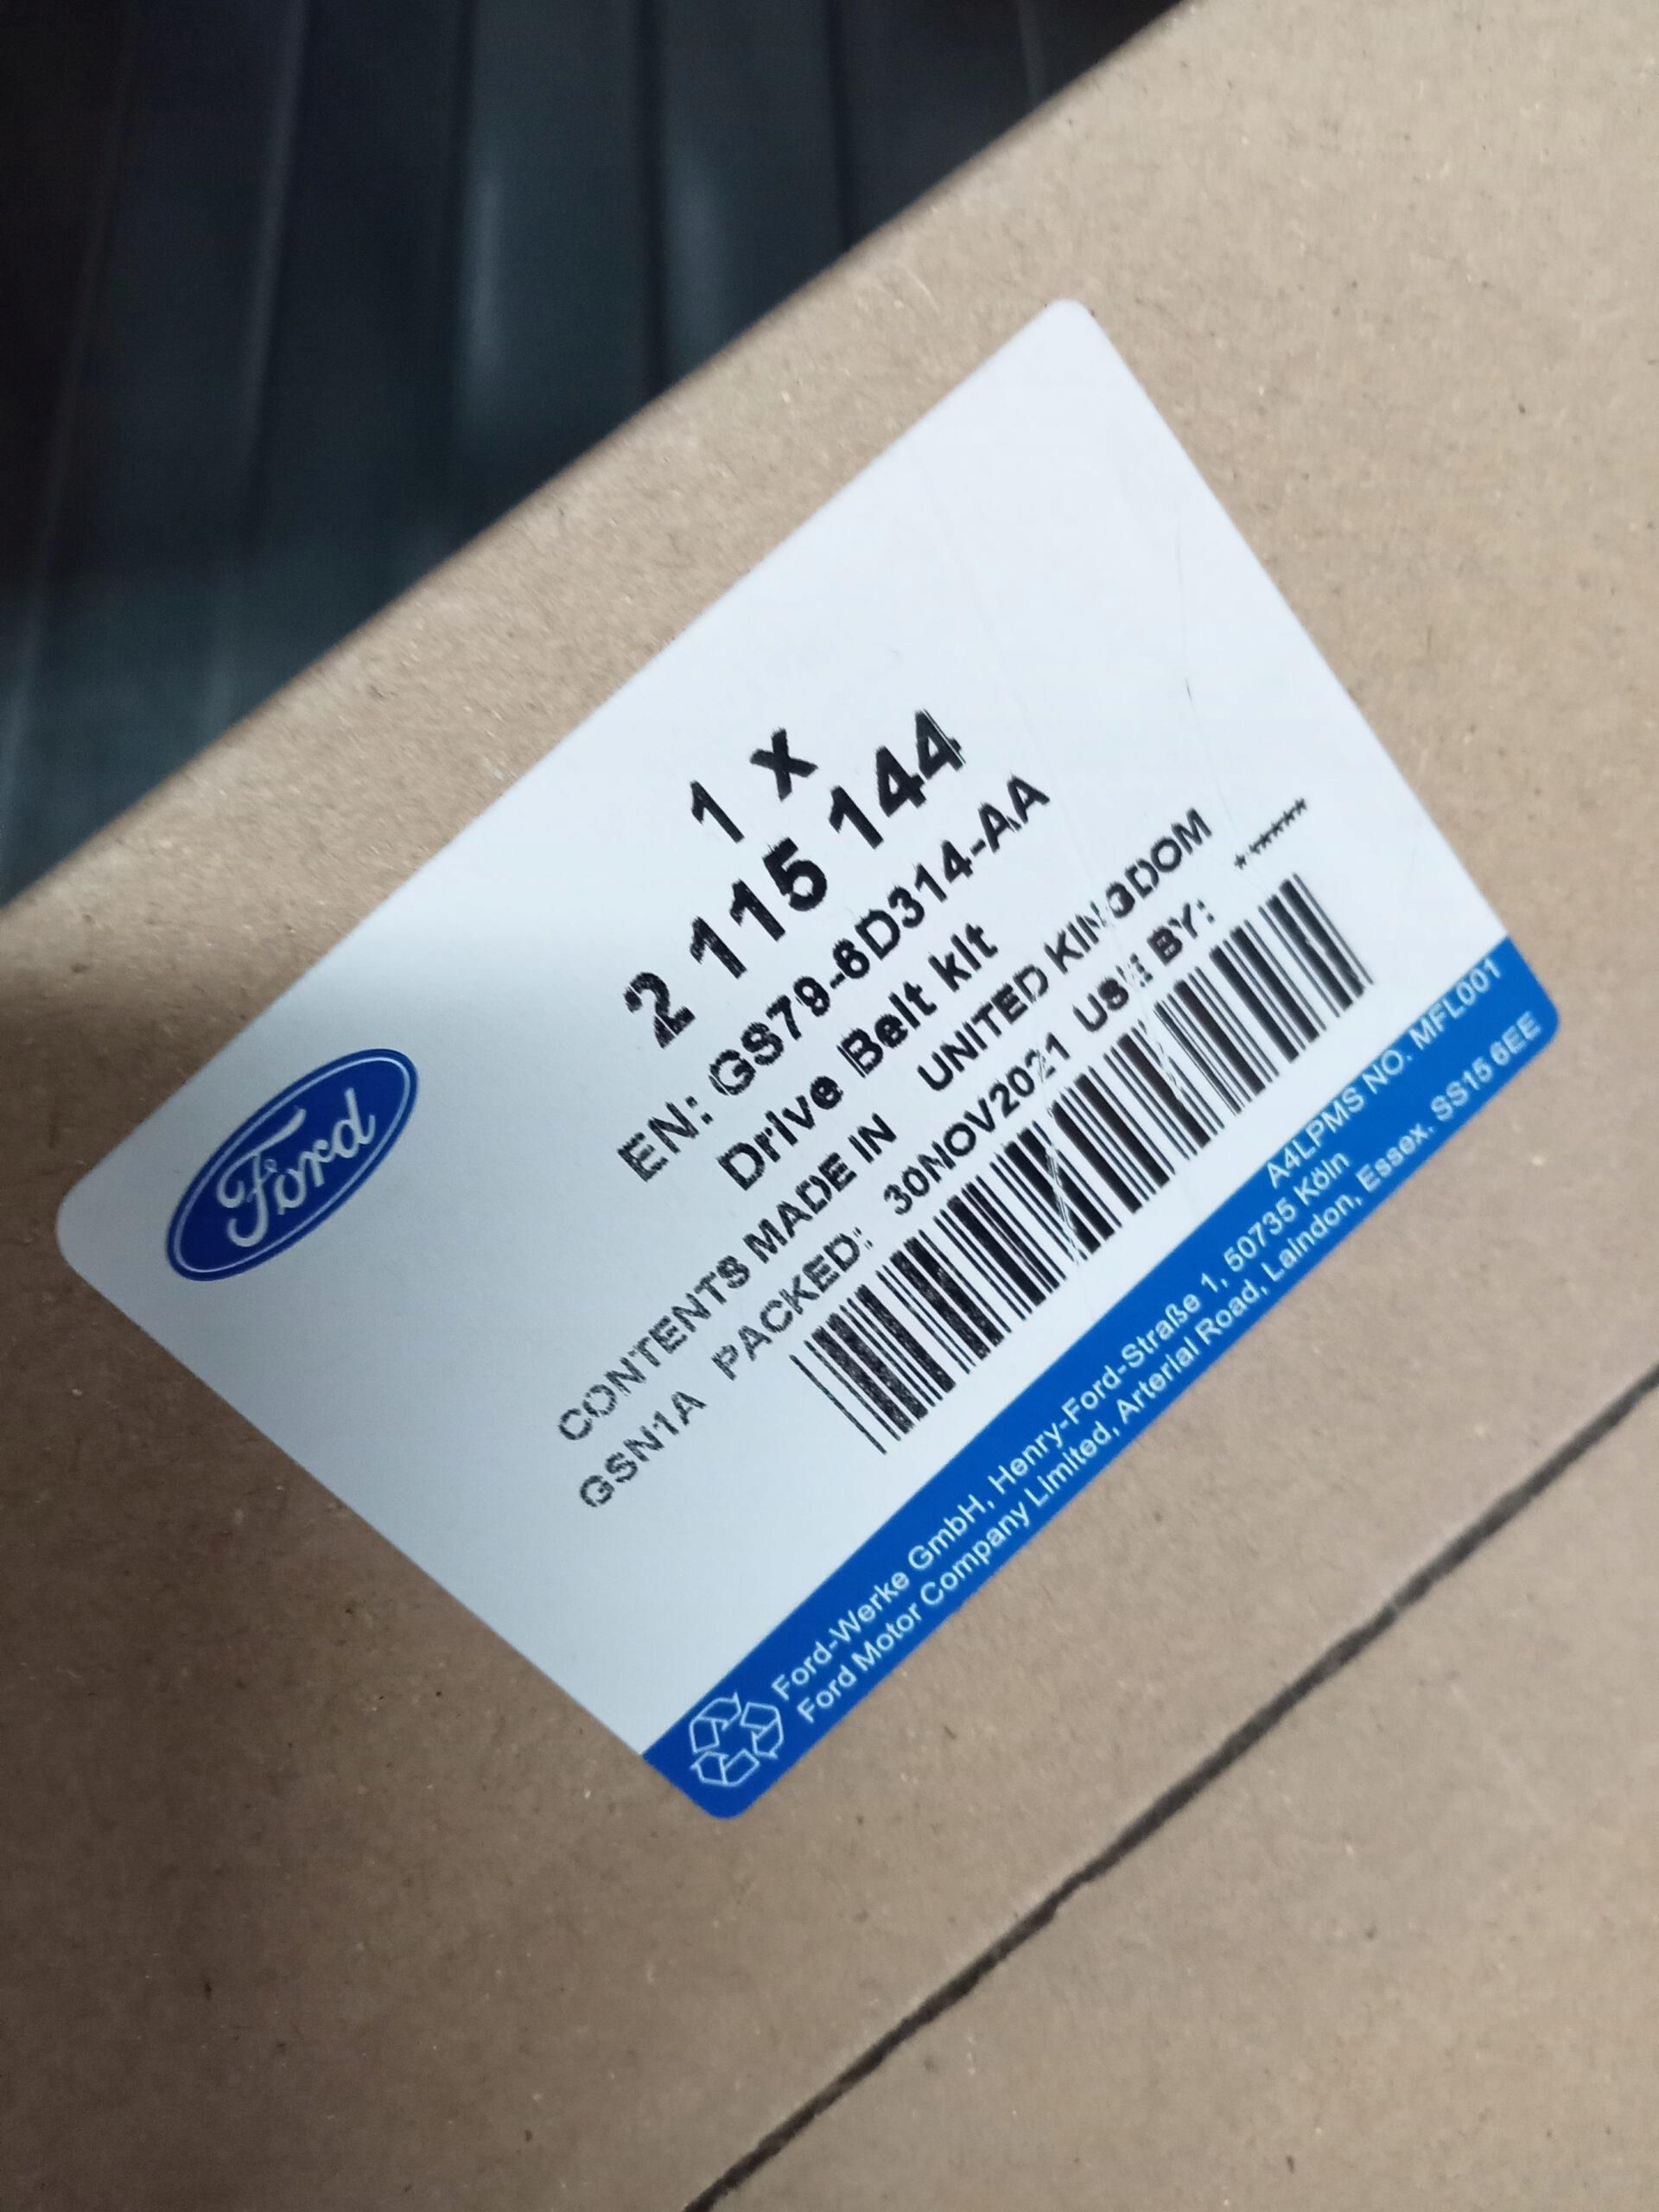 Ford
1 x
2 115 144
EN: GS79-6D314-AA
Drive Belt kit
CONTENTS MADE IN UNITED KINGDOM
GSN1A PACKED: 30NOV2021 USE BY: ******
A4LPMS NO. MFL001
Ford-Werke GmbH, Henry-Ford-Straße 1, 50735 Köln
Ford Motor Company Limited, Arterial Road, Laindon, Essex. SS15 6EE